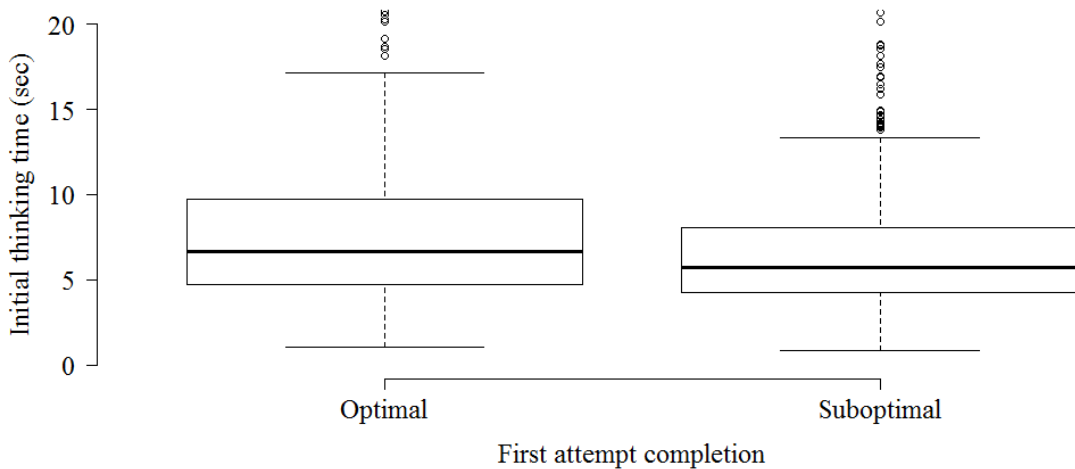 Initial thinking time (sec)
20
15
10
5
0
Optimal
Suboptimal
First attempt completion